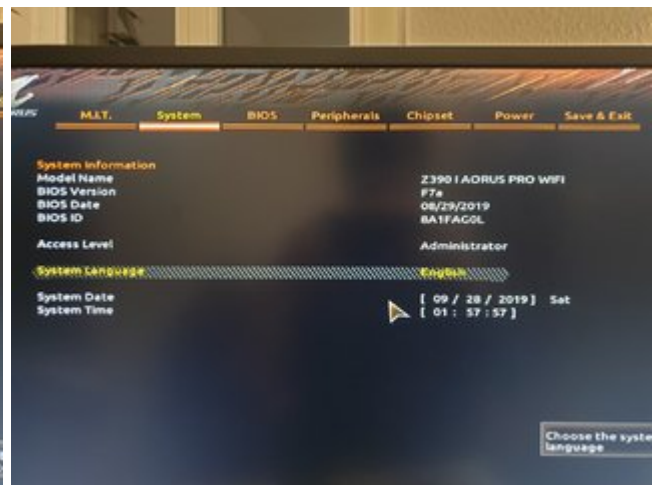 M.I.T. System BIOS Peripherals Chipset Power Save & Exit
System Information
Model Name Z390 I AORUS PRO WIFI
BIOS Version F7a
BIOS Date 08/29/2019
BIOS ID 8A1FAG0L
Access Level Administrator
System Language English
System Date [ 09 / 28 / 2019 ] Sat
System Time [ 01 : 57 : 57 ]
Choose the syste
language